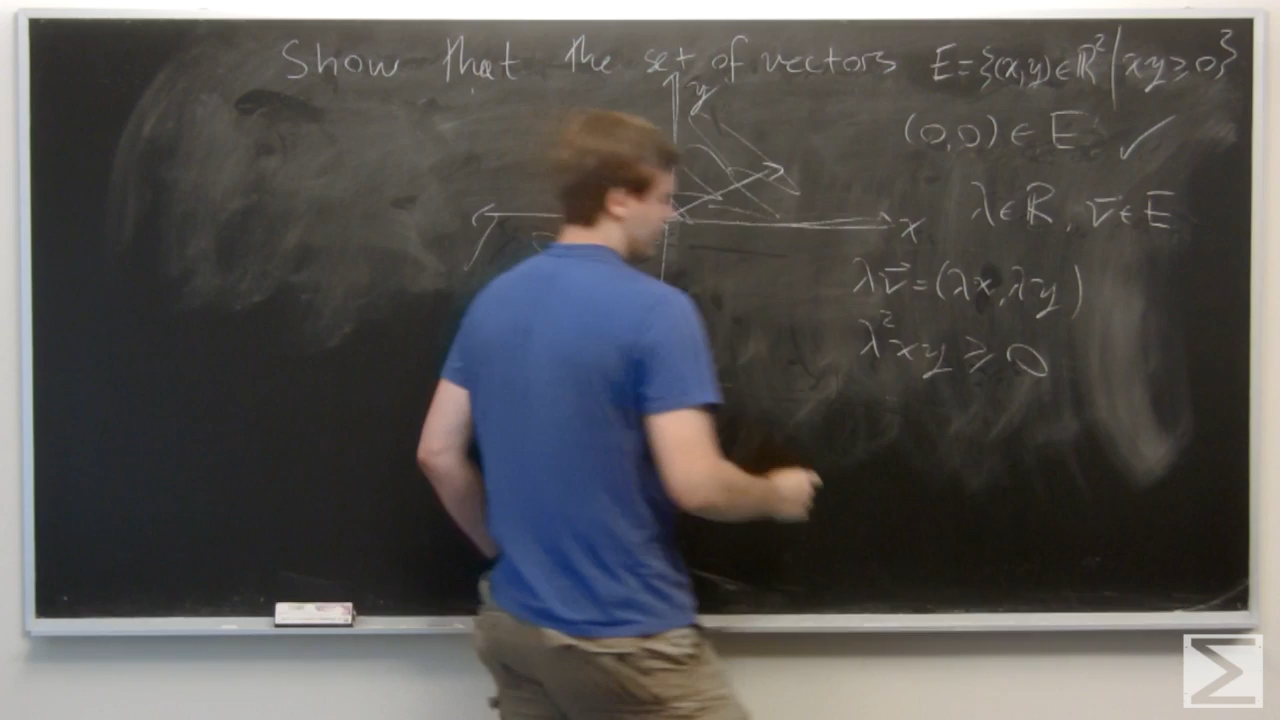 Show that the set of vectors E={(x,y)∈ℝ²|xy≥0}
y
(0,0)∈E ✓
x
λ∈ℝ, v̄∈E
λv⃗=(λx,λy)
λ²xy≥0
Σ